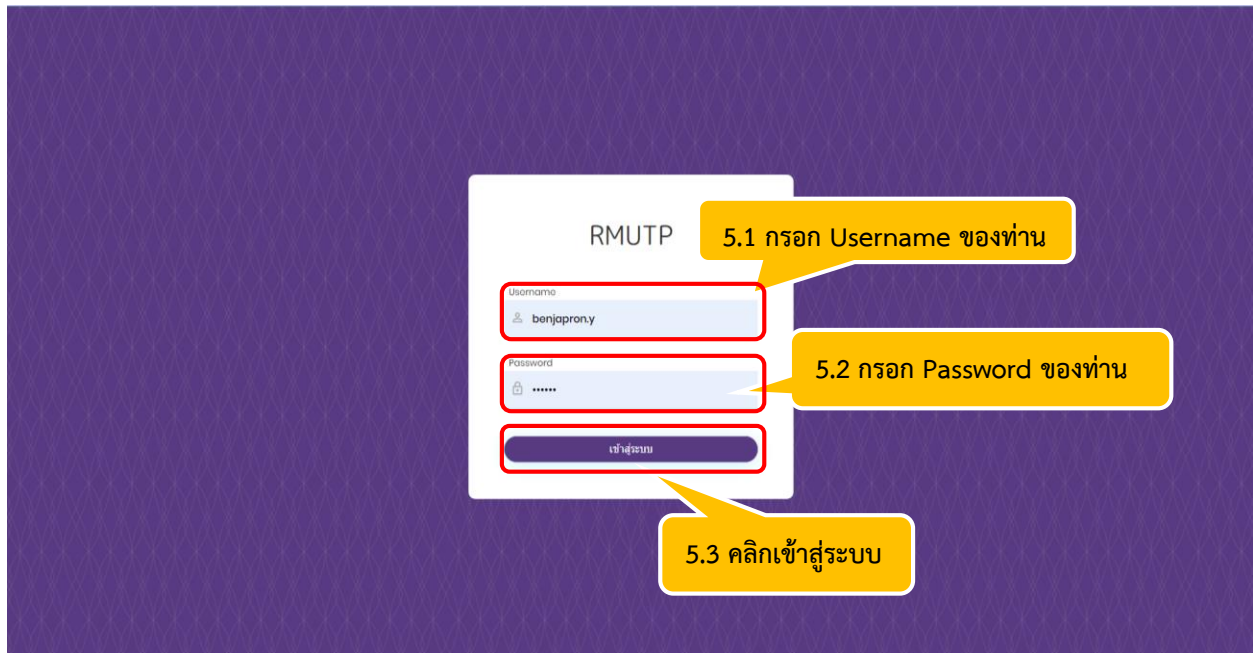 RMUTP
5.1 กรอก Username ของท่าน
Username
benjapron.y
5.2 กรอก Password ของท่าน
Password
••••••
เข้าสู่ระบบ
5.3 คลิกเข้าสู่ระบบ